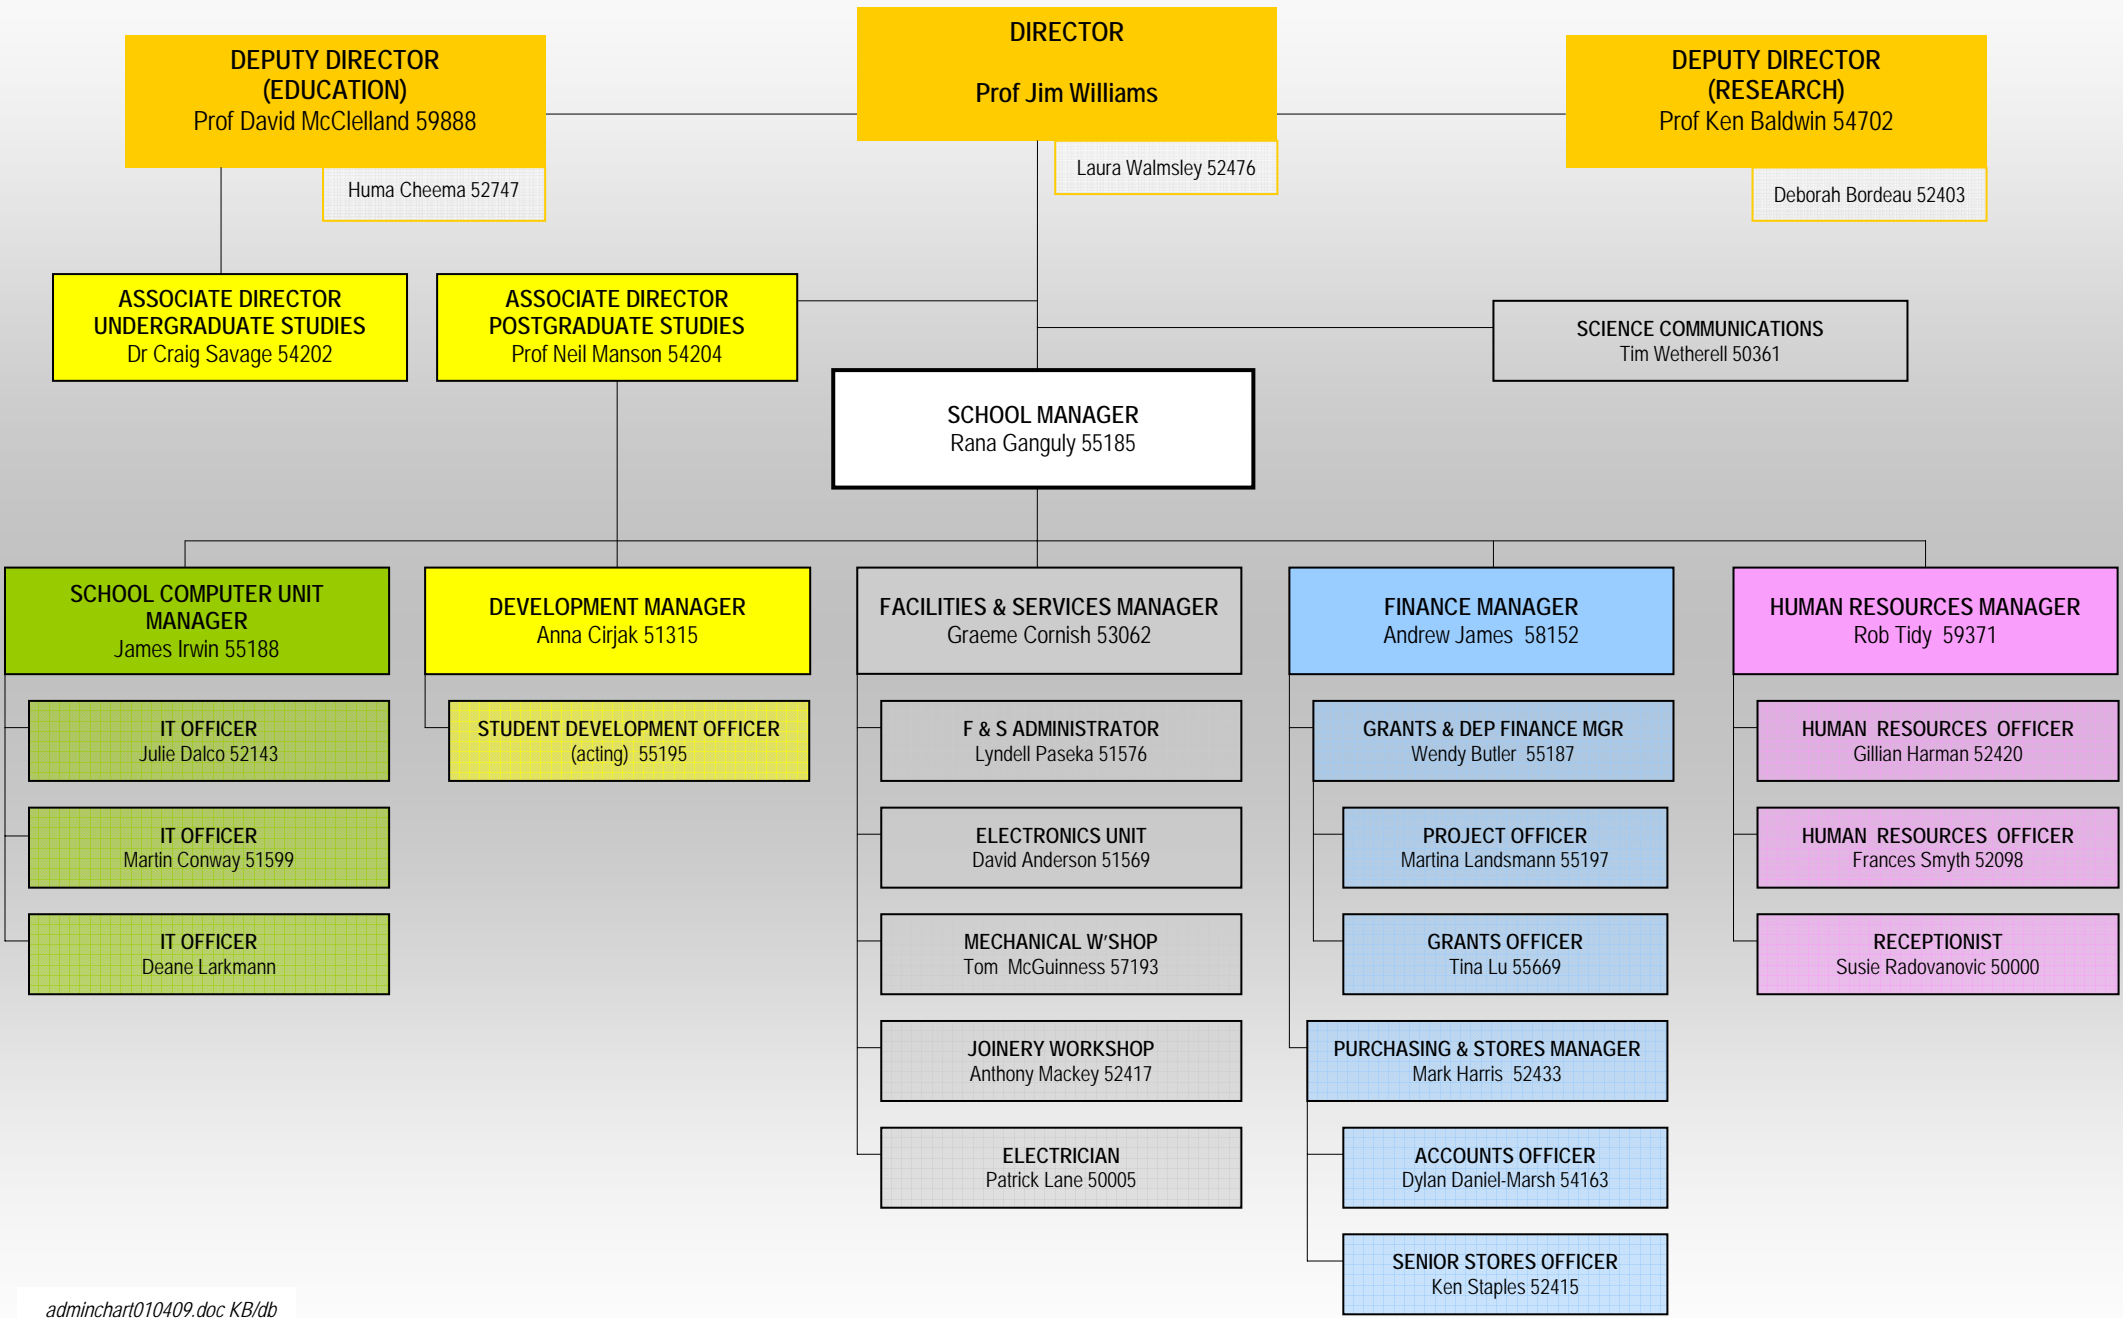 DIRECTOR
Prof Jim Williams
DEPUTY DIRECTOR
(EDUCATION)
Prof David McClelland 59888
DEPUTY DIRECTOR
(RESEARCH)
Prof Ken Baldwin 54702
Huma Cheema 52747
Laura Walmsley 52476
Deborah Bordeau 52403
ASSOCIATE DIRECTOR
UNDERGRADUATE STUDIES
Dr Craig Savage 54202
ASSOCIATE DIRECTOR
POSTGRADUATE STUDIES
Prof Neil Manson 54204
SCIENCE COMMUNICATIONS
Tim Wetherell 50361
SCHOOL MANAGER
Rana Ganguly 55185
SCHOOL COMPUTER UNIT
MANAGER
James Irwin 55188
IT OFFICER
Julie Dalco 52143
IT OFFICER
Martin Conway 51599
IT OFFICER
Deane Larkmann
DEVELOPMENT MANAGER
Anna Cirjak 51315
STUDENT DEVELOPMENT OFFICER
(acting) 55195
FACILITIES & SERVICES MANAGER
Graeme Cornish 53062
F & S ADMINISTRATOR
Lyndell Paseka 51576
ELECTRONICS UNIT
David Anderson 51569
MECHANICAL W'SHOP
Tom McGuinness 57193
JOINERY WORKSHOP
Anthony Mackey 52417
ELECTRICIAN
Patrick Lane 50005
FINANCE MANAGER
Andrew James 58152
GRANTS & DEP FINANCE MGR
Wendy Butler 55187
PROJECT OFFICER
Martina Landsmann 55197
GRANTS OFFICER
Tina Lu 55669
PURCHASING & STORES MANAGER
Mark Harris 52433
ACCOUNTS OFFICER
Dylan Daniel-Marsh 54163
SENIOR STORES OFFICER
Ken Staples 52415
HUMAN RESOURCES MANAGER
Rob Tidy 59371
HUMAN RESOURCES OFFICER
Gillian Harman 52420
HUMAN RESOURCES OFFICER
Frances Smyth 52098
RECEPTIONIST
Susie Radovanovic 50000
adminchart010409.doc KB/db